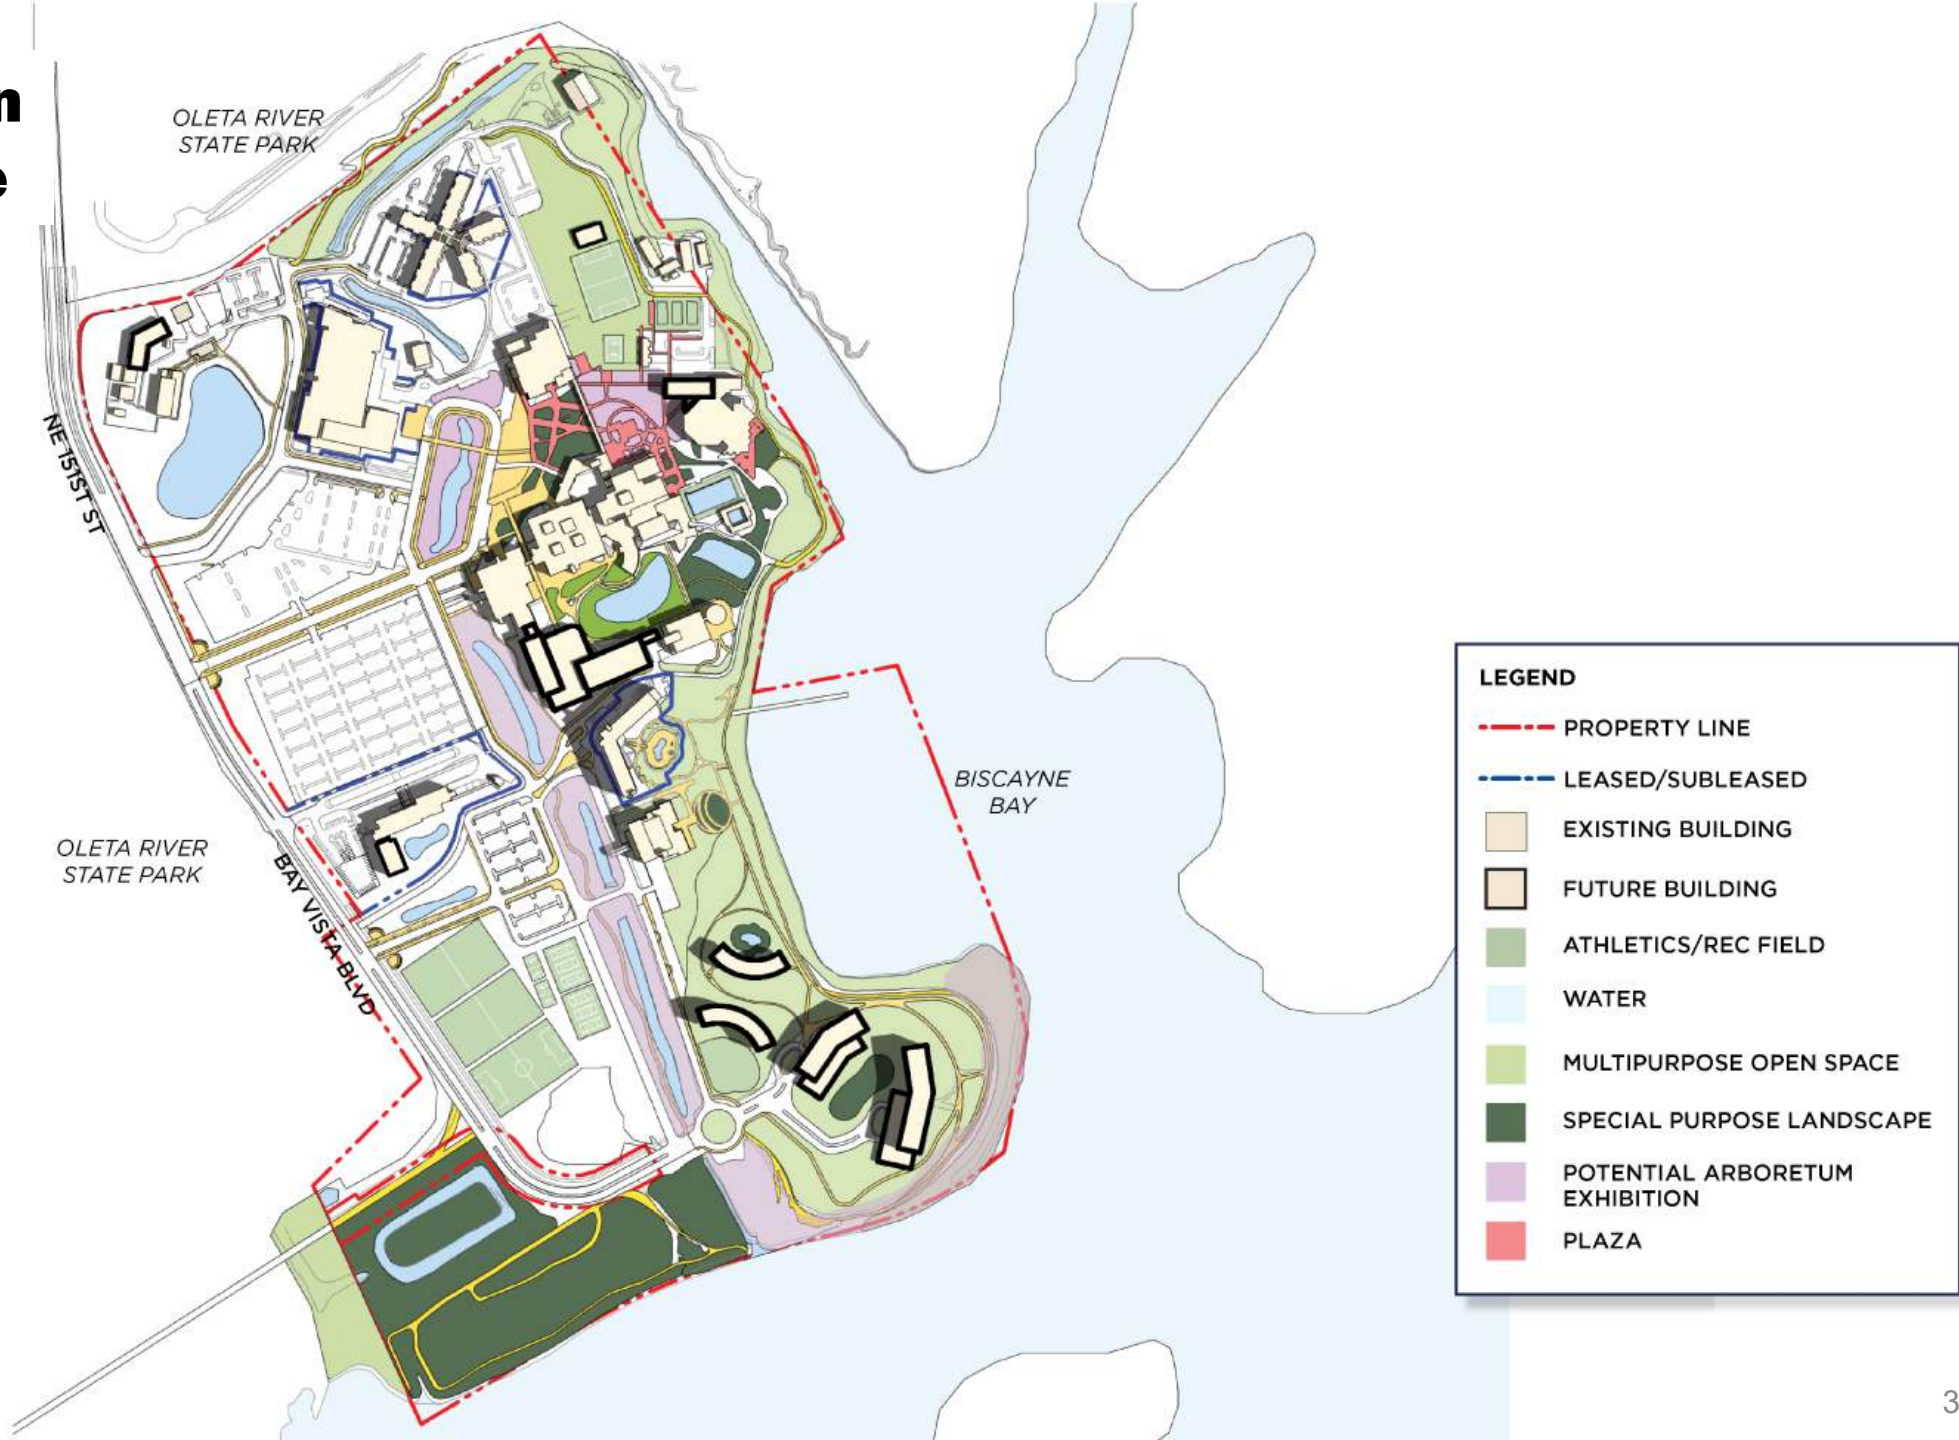 n
e
OLETA RIVER
STATE PARK
NE 151ST ST
OLETA RIVER
STATE PARK
BAY VISTA BLVD
BISCAYNE
BAY
LEGEND
PROPERTY LINE
LEASED/SUBLEASED
EXISTING BUILDING
FUTURE BUILDING
ATHLETICS/REC FIELD
WATER
MULTIPURPOSE OPEN SPACE
SPECIAL PURPOSE LANDSCAPE
POTENTIAL ARBORETUM
EXHIBITION
PLAZA
3